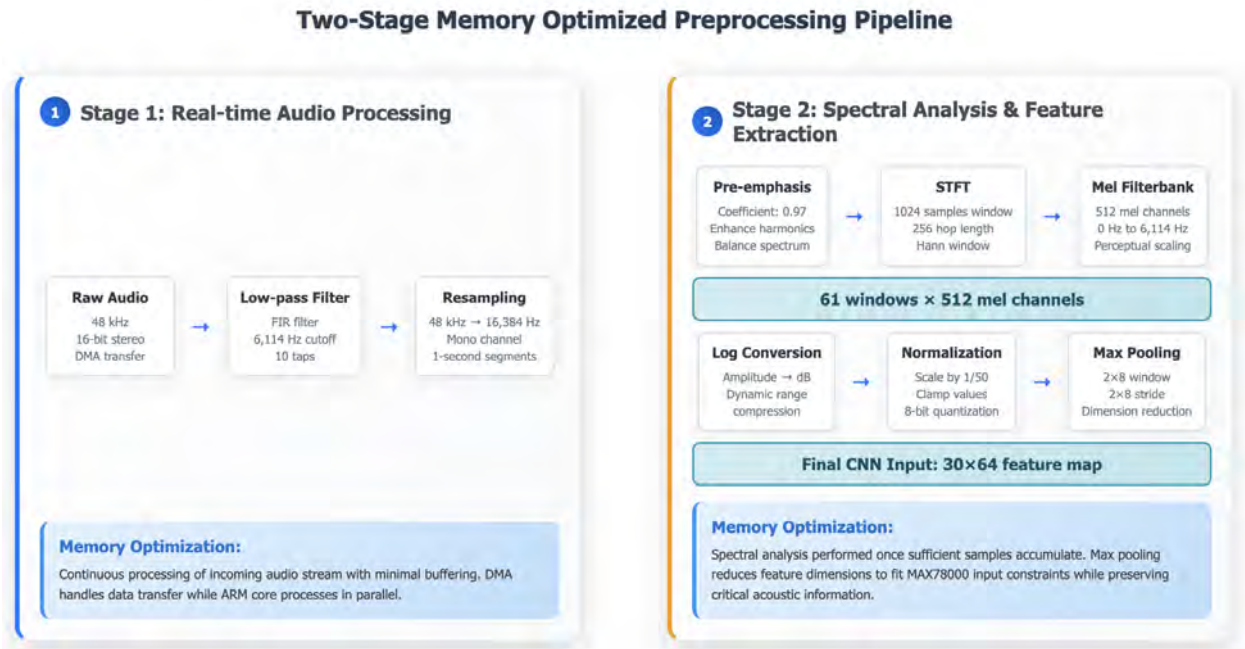 Two-Stage Memory Optimized Preprocessing Pipeline
1
Stage 1: Real-time Audio Processing
Raw Audio
48 kHz
16-bit stereo
DMA transfer
→
Low-pass Filter
FIR filter
6,114 Hz cutoff
10 taps
→
Resampling
48 kHz → 16,384 Hz
Mono channel
1-second segments
Memory Optimization:
Continuous processing of incoming audio stream with minimal buffering. DMA
handles data transfer while ARM core processes in parallel.
2
Stage 2: Spectral Analysis & Feature
Extraction
Pre-emphasis
Coefficient: 0.97
Enhance harmonics
Balance spectrum
→
STFT
1024 samples window
256 hop length
Hann window
→
Mel Filterbank
512 mel channels
0 Hz to 6,114 Hz
Perceptual scaling
61 windows × 512 mel channels
Log Conversion
Amplitude → dB
Dynamic range
compression
→
Normalization
Scale by 1/50
Clamp values
8-bit quantization
→
Max Pooling
2×8 window
2×8 stride
Dimension reduction
Final CNN Input: 30×64 feature map
Memory Optimization:
Spectral analysis performed once sufficient samples accumulate. Max pooling
reduces feature dimensions to fit MAX78000 input constraints while preserving
critical acoustic information.